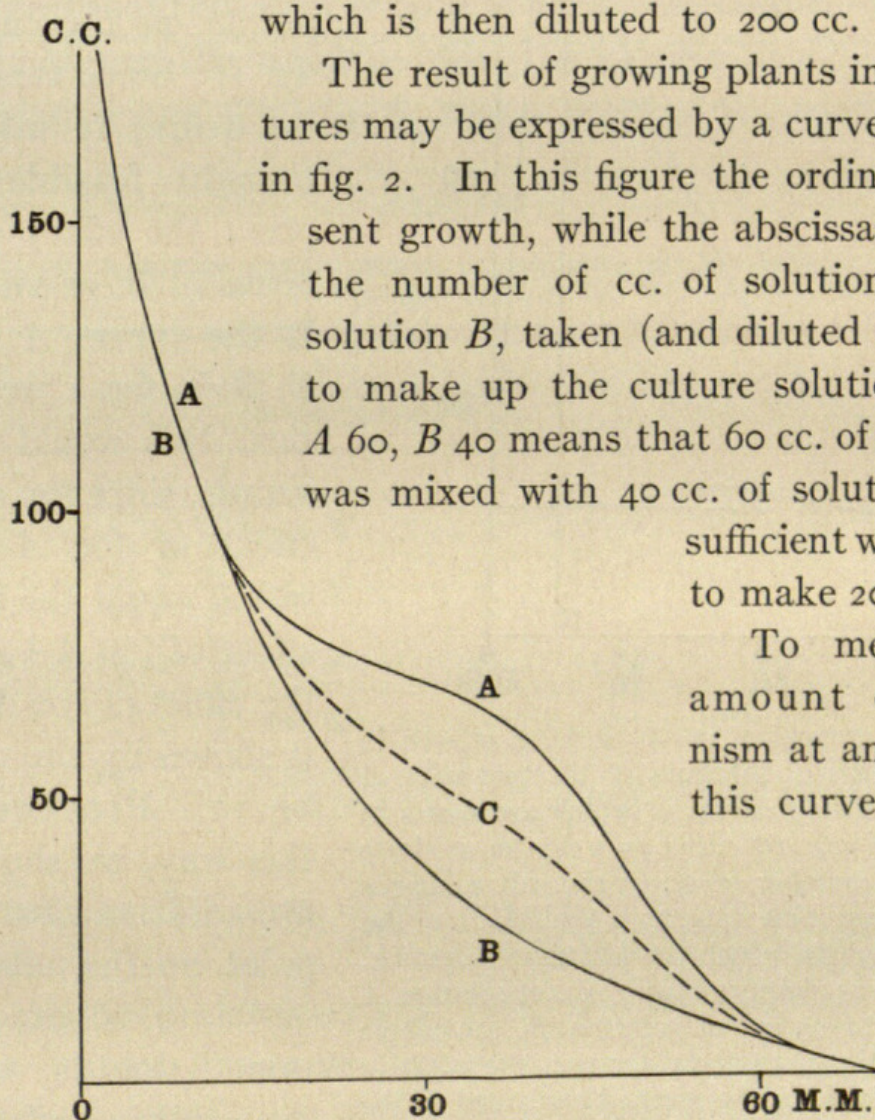 which is then diluted to 200 cc.
The result of growing plants in
tures may be expressed by a curve
in fig. 2. In this figure the ordin
sent growth, while the abscissa
the number of cc. of solution
solution B, taken (and diluted
to make up the culture solutio
A 60, B 40 means that 60 cc. of
was mixed with 40 cc. of solut
sufficient w
to make 20
To me
amount
nism at an
this curve
C.C.
150
100
50
A
B
A
C
B
0 30 60 M.M.